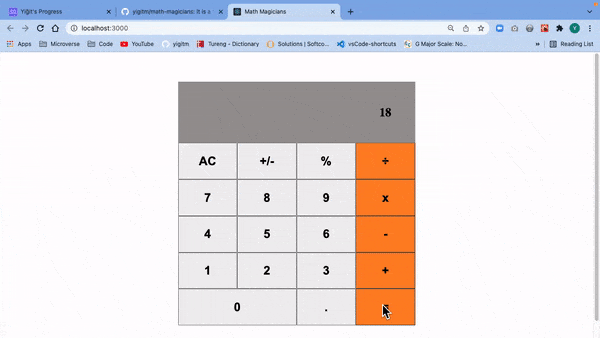 Yiğit's Progress
yigitm/math-magicians: It is a
Math Magicians
localhost:3000
Apps
Microverse
Code
YouTube
yigitm
Tureng - Dictionary
Solutions | Softco...
vsCode-shortcuts
G Major Scale: No...
»
Reading List
18
AC +/- % ÷
7 8 9 x
4 5 6 -
1 2 3 +
0 .